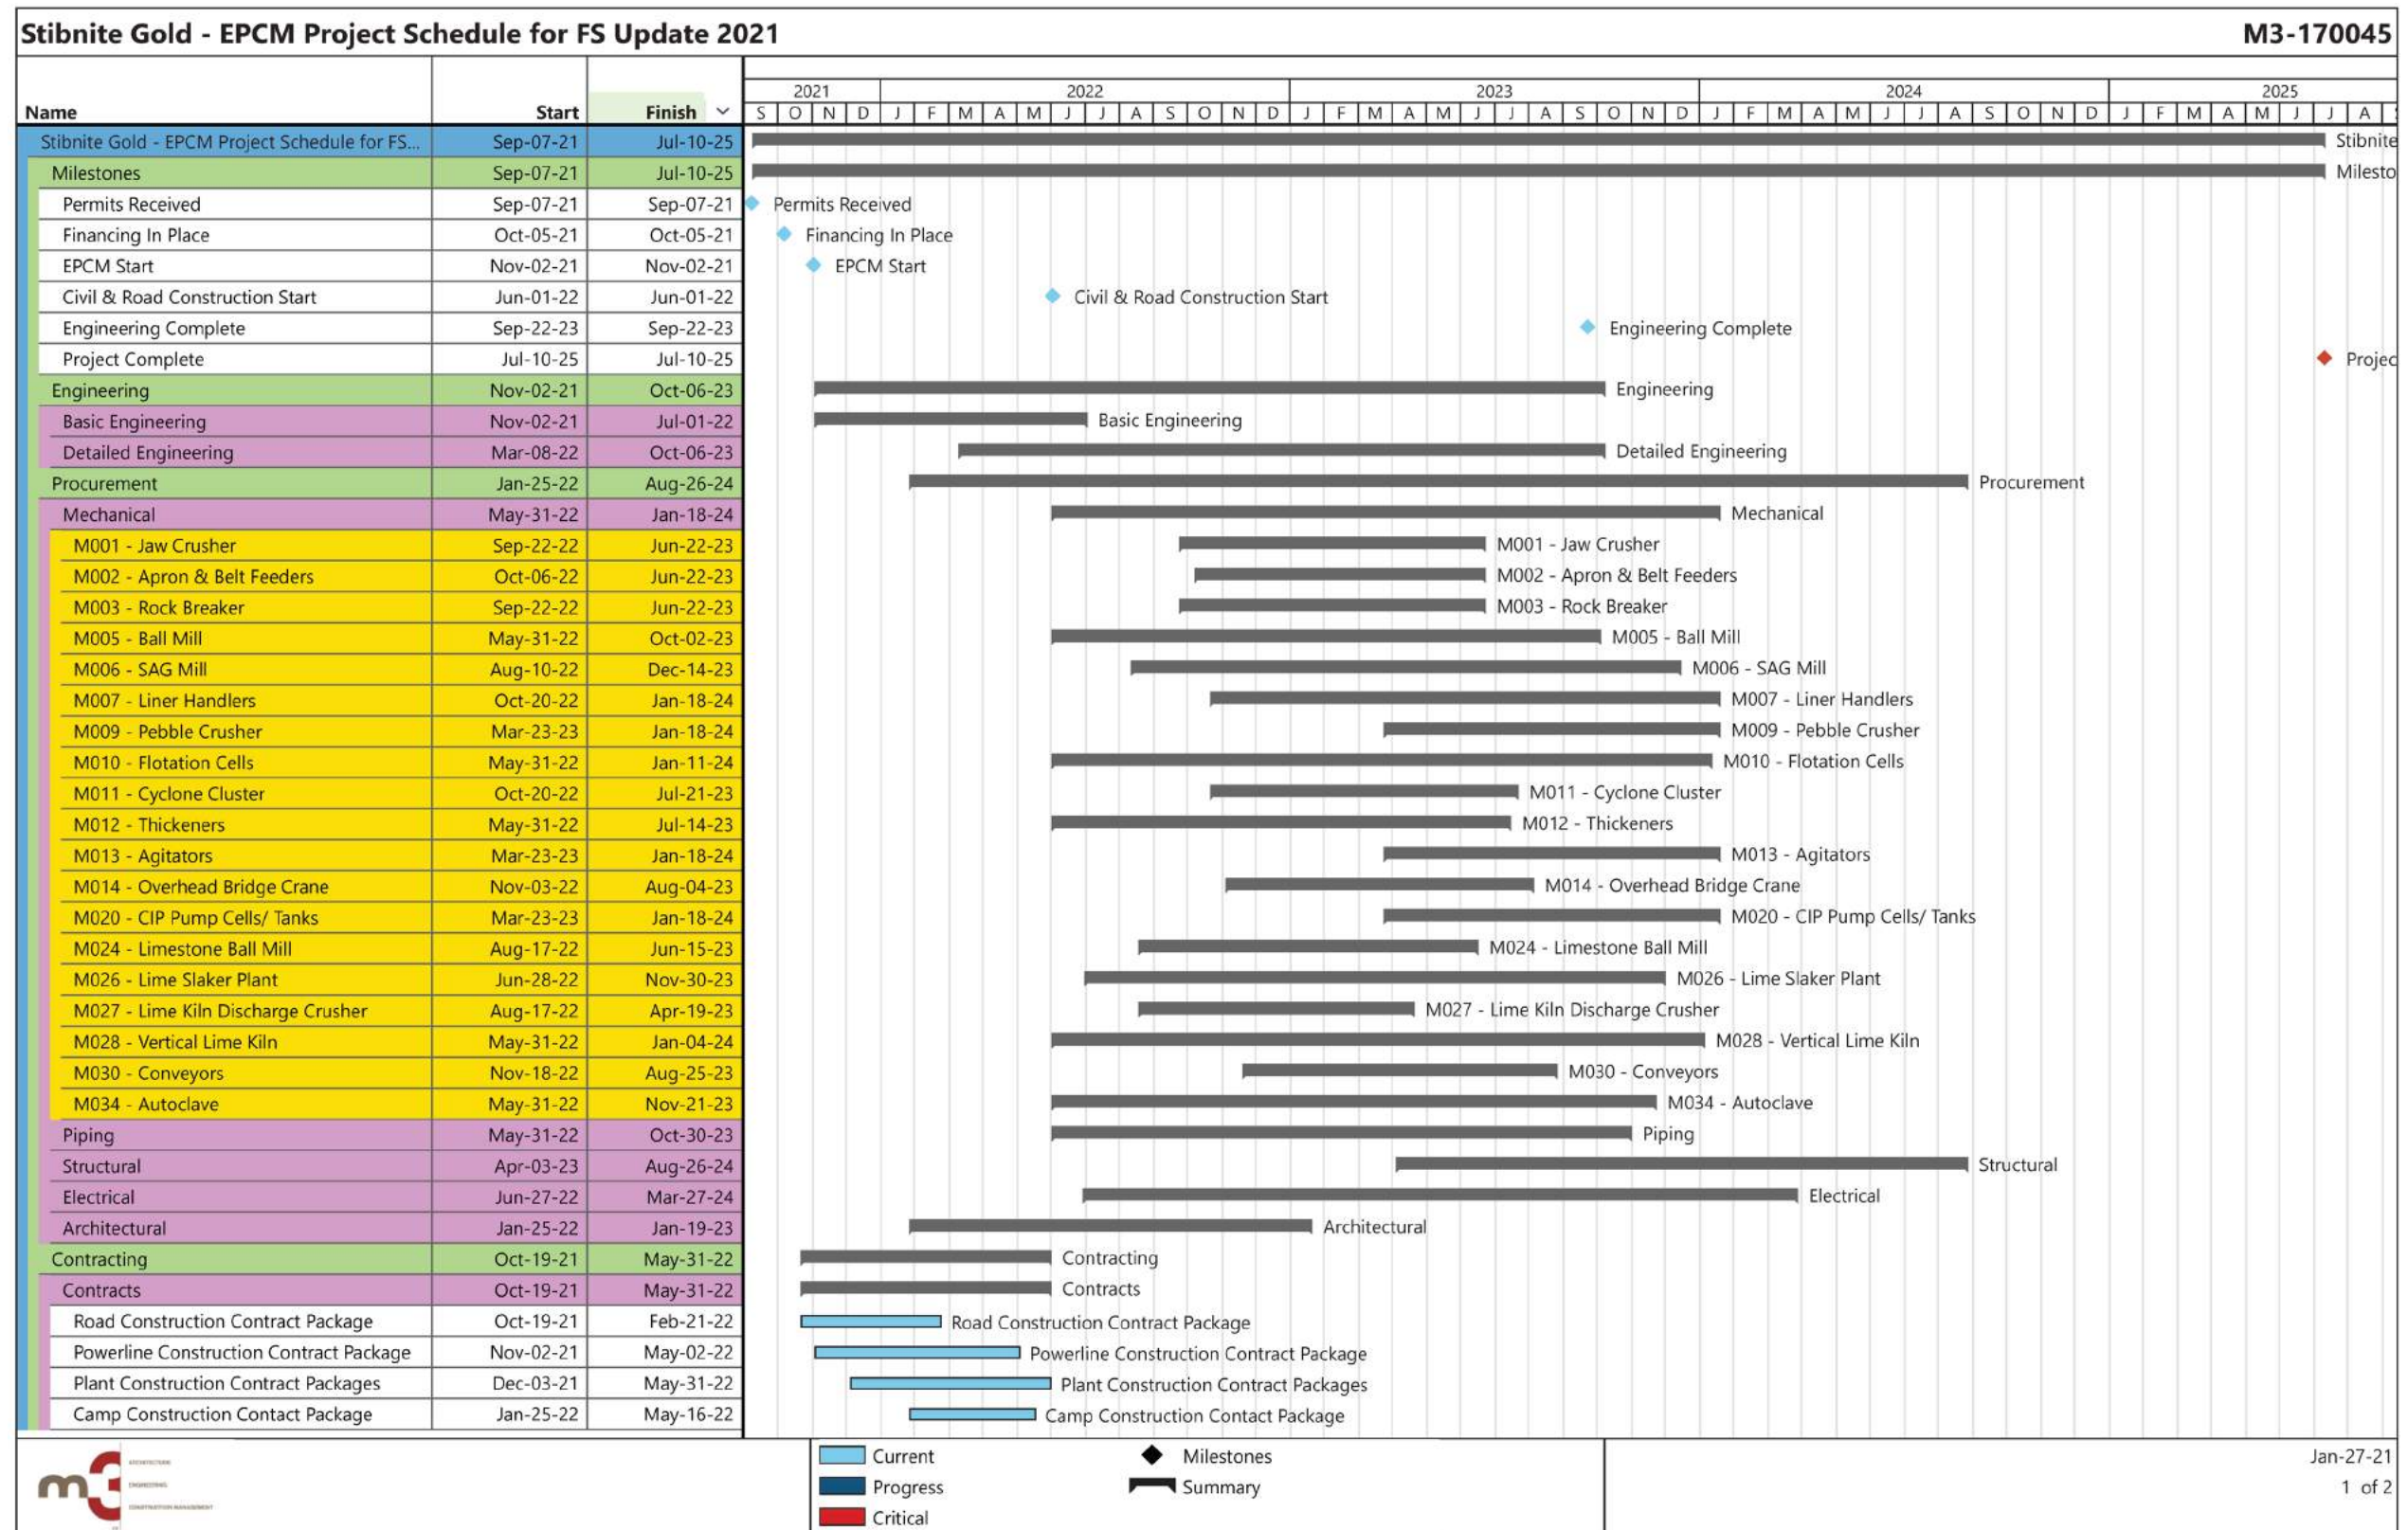 Stibnite Gold - EPCM Project Schedule for FS Update 2021 M3-170045
2021 2022 2023 2024 2025
Name Start Finish S O N D J F M A M J J A S O N D J F M A M J J A S O N D J F M A M J J A S O N D J F M A M J J A
Stibnite Gold - EPCM Project Schedule for FS... Sep-07-21 Jul-10-25 Stibnite
Milestones Sep-07-21 Jul-10-25 Milesto
Permits Received Sep-07-21 Sep-07-21 Permits Received
Financing In Place Oct-05-21 Oct-05-21 Financing In Place
EPCM Start Nov-02-21 Nov-02-21 EPCM Start
Civil & Road Construction Start Jun-01-22 Jun-01-22 Civil & Road Construction Start
Engineering Complete Sep-22-23 Sep-22-23 Engineering Complete
Project Complete Jul-10-25 Jul-10-25 Projec
Engineering Nov-02-21 Oct-06-23 Engineering
Basic Engineering Nov-02-21 Jul-01-22 Basic Engineering
Detailed Engineering Mar-08-22 Oct-06-23 Detailed Engineering
Procurement Jan-25-22 Aug-26-24 Procurement
Mechanical May-31-22 Jan-18-24 Mechanical
M001 - Jaw Crusher Sep-22-22 Jun-22-23 M001 - Jaw Crusher
M002 - Apron & Belt Feeders Oct-06-22 Jun-22-23 M002 - Apron & Belt Feeders
M003 - Rock Breaker Sep-22-22 Jun-22-23 M003 - Rock Breaker
M005 - Ball Mill May-31-22 Oct-02-23 M005 - Ball Mill
M006 - SAG Mill Aug-10-22 Dec-14-23 M006 - SAG Mill
M007 - Liner Handlers Oct-20-22 Jan-18-24 M007 - Liner Handlers
M009 - Pebble Crusher Mar-23-23 Jan-18-24 M009 - Pebble Crusher
M010 - Flotation Cells May-31-22 Jan-11-24 M010 - Flotation Cells
M011 - Cyclone Cluster Oct-20-22 Jul-21-23 M011 - Cyclone Cluster
M012 - Thickeners May-31-22 Jul-14-23 M012 - Thickeners
M013 - Agitators Mar-23-23 Jan-18-24 M013 - Agitators
M014 - Overhead Bridge Crane Nov-03-22 Aug-04-23 M014 - Overhead Bridge Crane
M020 - CIP Pump Cells/ Tanks Mar-23-23 Jan-18-24 M020 - CIP Pump Cells/ Tanks
M024 - Limestone Ball Mill Aug-17-22 Jun-15-23 M024 - Limestone Ball Mill
M026 - Lime Slaker Plant Jun-28-22 Nov-30-23 M026 - Lime Slaker Plant
M027 - Lime Kiln Discharge Crusher Aug-17-22 Apr-19-23 M027 - Lime Kiln Discharge Crusher
M028 - Vertical Lime Kiln May-31-22 Jan-04-24 M028 - Vertical Lime Kiln
M030 - Conveyors Nov-18-22 Aug-25-23 M030 - Conveyors
M034 - Autoclave May-31-22 Nov-21-23 M034 - Autoclave
Piping May-31-22 Oct-30-23 Piping
Structural Apr-03-23 Aug-26-24 Structural
Electrical Jun-27-22 Mar-27-24 Electrical
Architectural Jan-25-22 Jan-19-23 Architectural
Contracting Oct-19-21 May-31-22 Contracting
Contracts Oct-19-21 May-31-22 Contracts
Road Construction Contract Package Oct-19-21 Feb-21-22 Road Construction Contract Package
Powerline Construction Contract Package Nov-02-21 May-02-22 Powerline Construction Contract Package
Plant Construction Contract Packages Dec-03-21 May-31-22 Plant Construction Contract Packages
Camp Construction Contact Package Jan-25-22 May-16-22 Camp Construction Contact Package
m3
ARCHITECTURE
ENGINEERING
CONSTRUCTION MANAGEMENT
Current Milestones Jan-27-21
Progress Summary 1 of 2
Critical